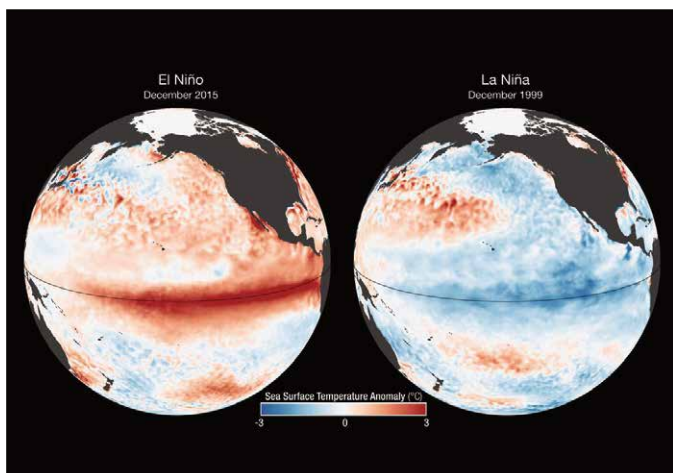 El Niño
December 2015
La Niña
December 1999
Sea Surface Temperature Anomaly (°C)
-3 0 3